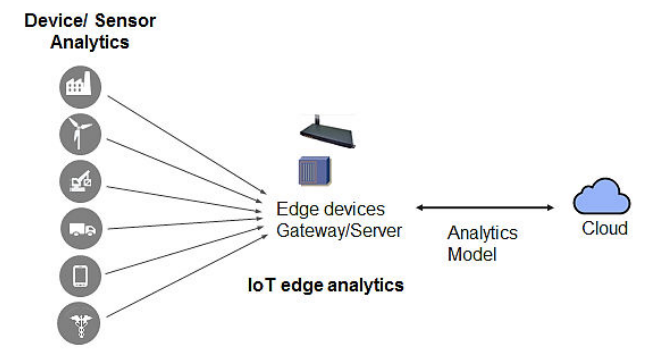 Device/ Sensor
Analytics
Edge devices
Gateway/Server
Analytics
Model
Cloud
IoT edge analytics